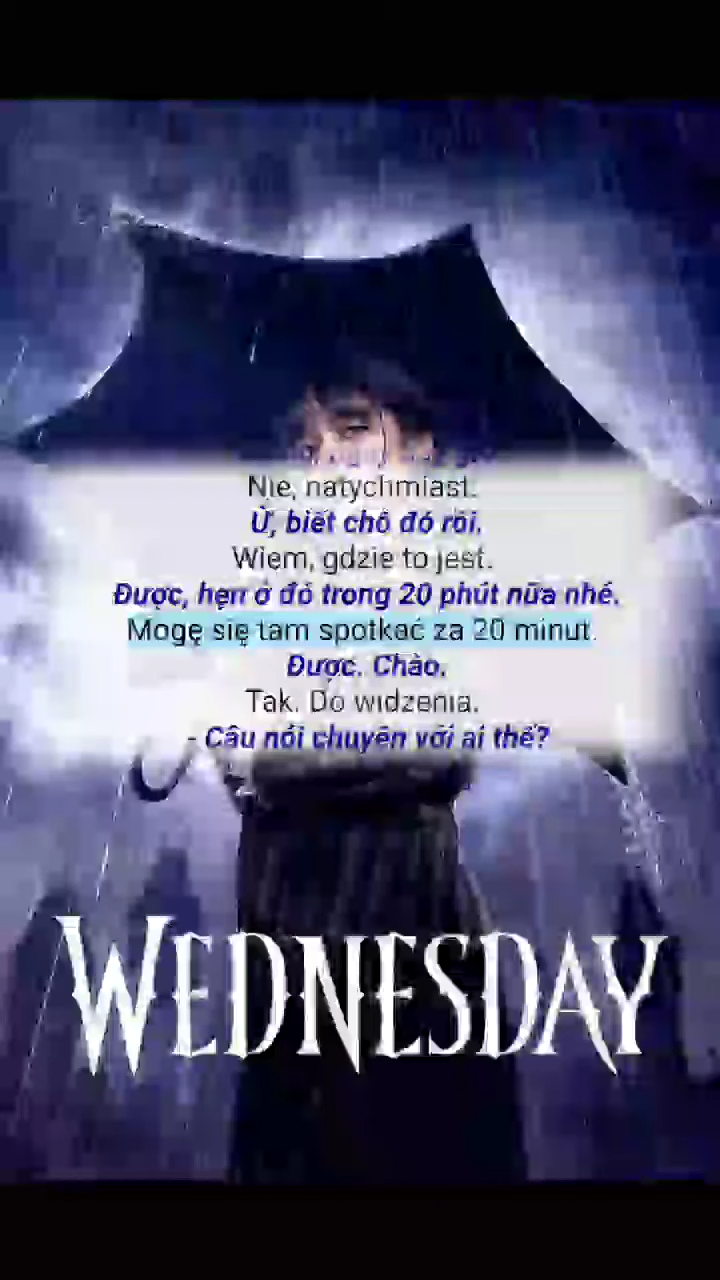 Nie, natychmiast.
Ừ, biết chỗ đó rồi.
Wiem, gdzie to jest.
Được, hẹn ở đó trong 20 phút nữa nhé.
Mogę się tam spotkać za 20 minut.
Được. Chào.
Tak. Do widzenia.
- Cậu nói chuyện với ai thế?
WEDNESDAY